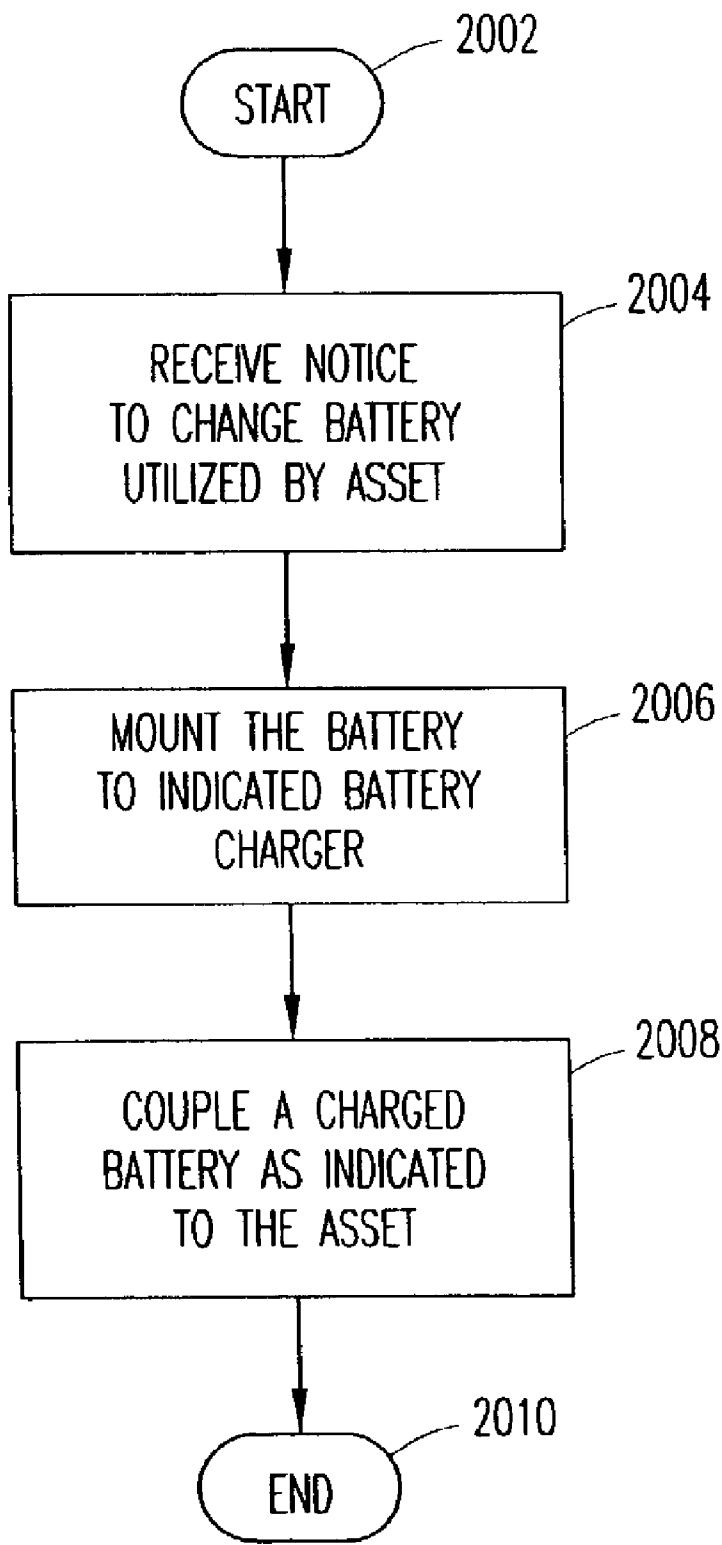 2002
START
2004
RECEIVE NOTICE
TO CHANGE BATTERY
UTILIZED BY ASSET
2006
MOUNT THE BATTERY
TO INDICATED BATTERY
CHARGER
2008
COUPLE A CHARGED
BATTERY AS INDICATED
TO THE ASSET
2010
END